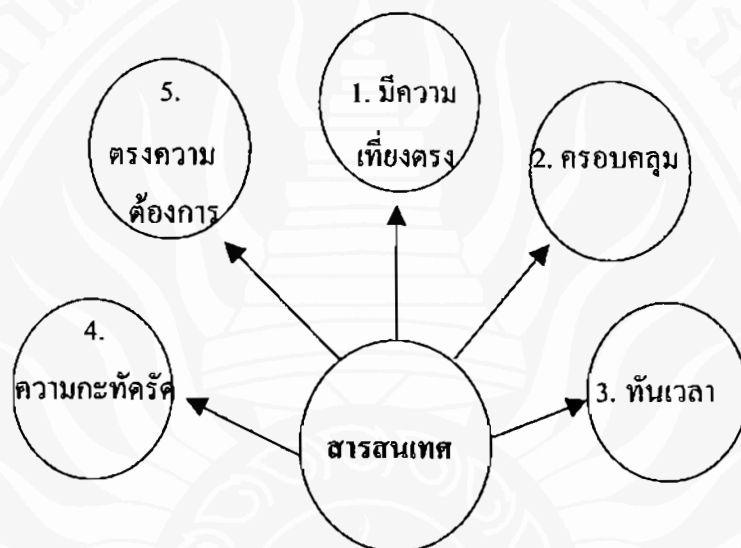 5.
ตรงความ
ต้องการ
1. มีความ
เที่ยงตรง
2. ครอบคลุม
4.
ความกะทัดรัด
3. ทันเวลา
สารสนเทศ